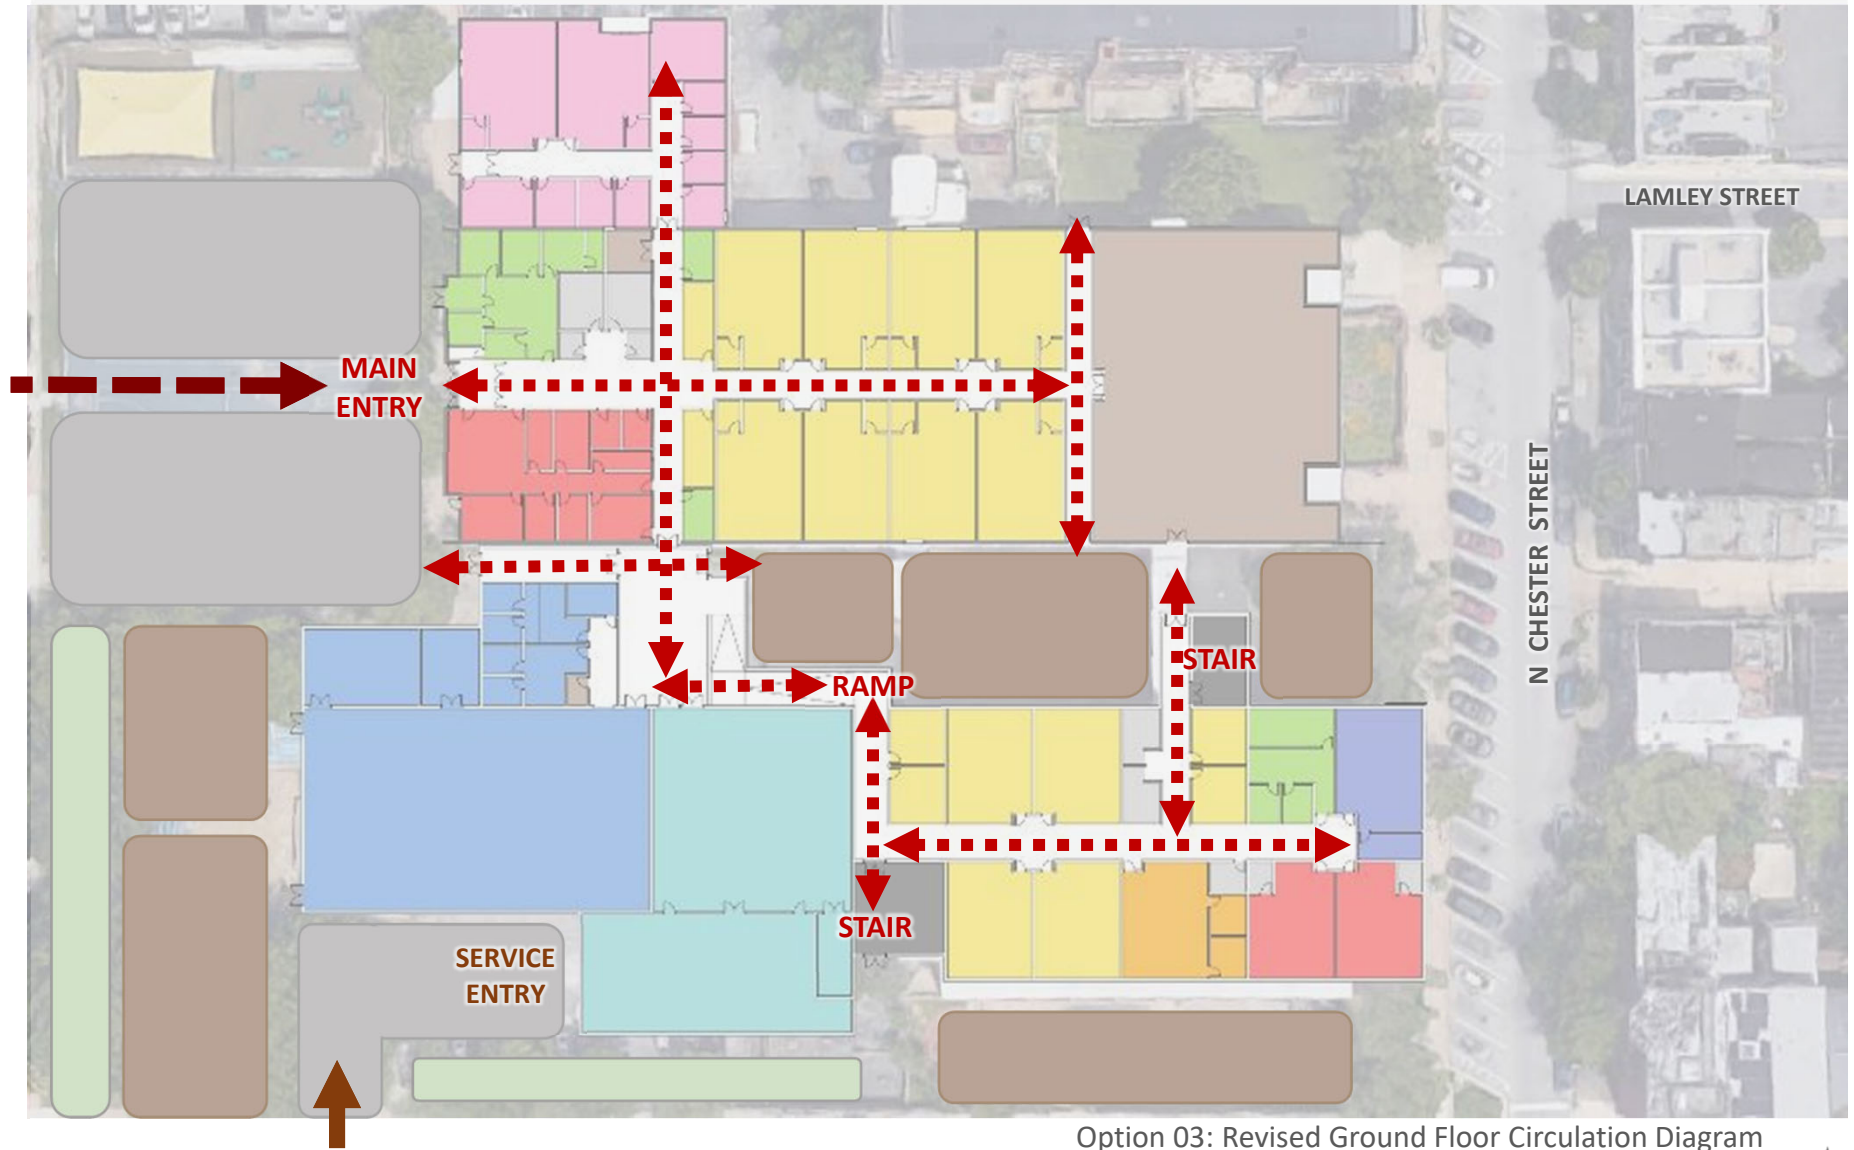 LAMLEY STREET
MAIN
ENTRY
N CHESTER STREET
STAIR
RAMP
STAIR
SERVICE
ENTRY
Option 03: Revised Ground Floor Circulation Diagram